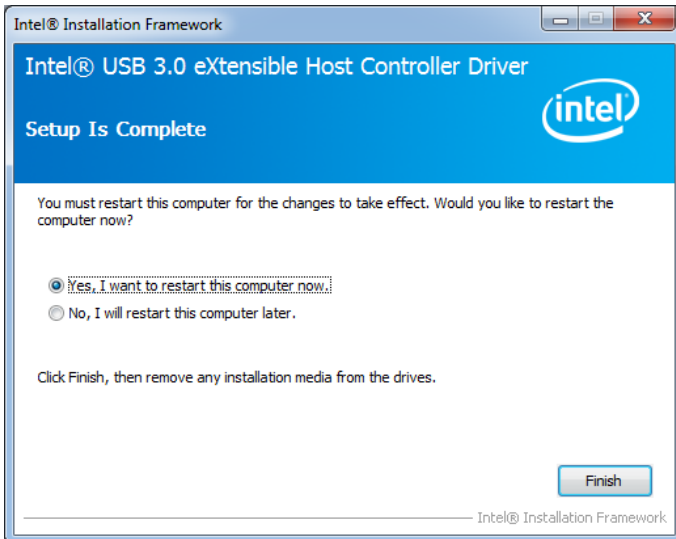 Intel® Installation Framework
Intel® USB 3.0 eXtensible Host Controller Driver
intel
Setup Is Complete
You must restart this computer for the changes to take effect. Would you like to restart the
computer now?
Yes, I want to restart this computer now.
No, I will restart this computer later.
Click Finish, then remove any installation media from the drives.
Finish
Intel® Installation Framework